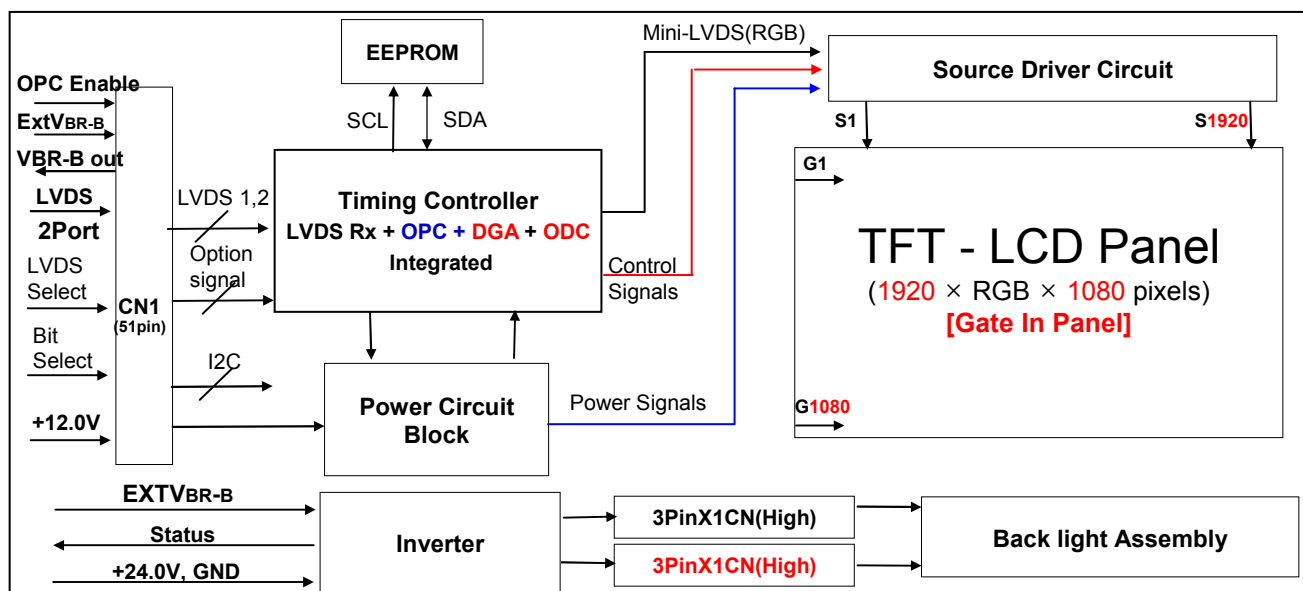 EEPROM
Mini-LVDS(RGB)
Source Driver Circuit
OPC Enable
ExtVBR-B
VBR-B out
LVDS
2Port
LVDS
Select
Bit
Select
+12.0V
CN1
(51pin)
SCL
SDA
LVDS 1,2
Option
signal
I2C
Timing Controller
LVDS Rx + OPC + DGA + ODC
Integrated
Control
Signals
Power Circuit
Block
Power Signals
S1
S1920
G1
TFT - LCD Panel
(1920 × RGB × 1080 pixels)
[Gate In Panel]
G1080
EXTVBR-B
Status
+24.0V, GND
Inverter
3PinX1CN(High)
3PinX1CN(High)
Back light Assembly